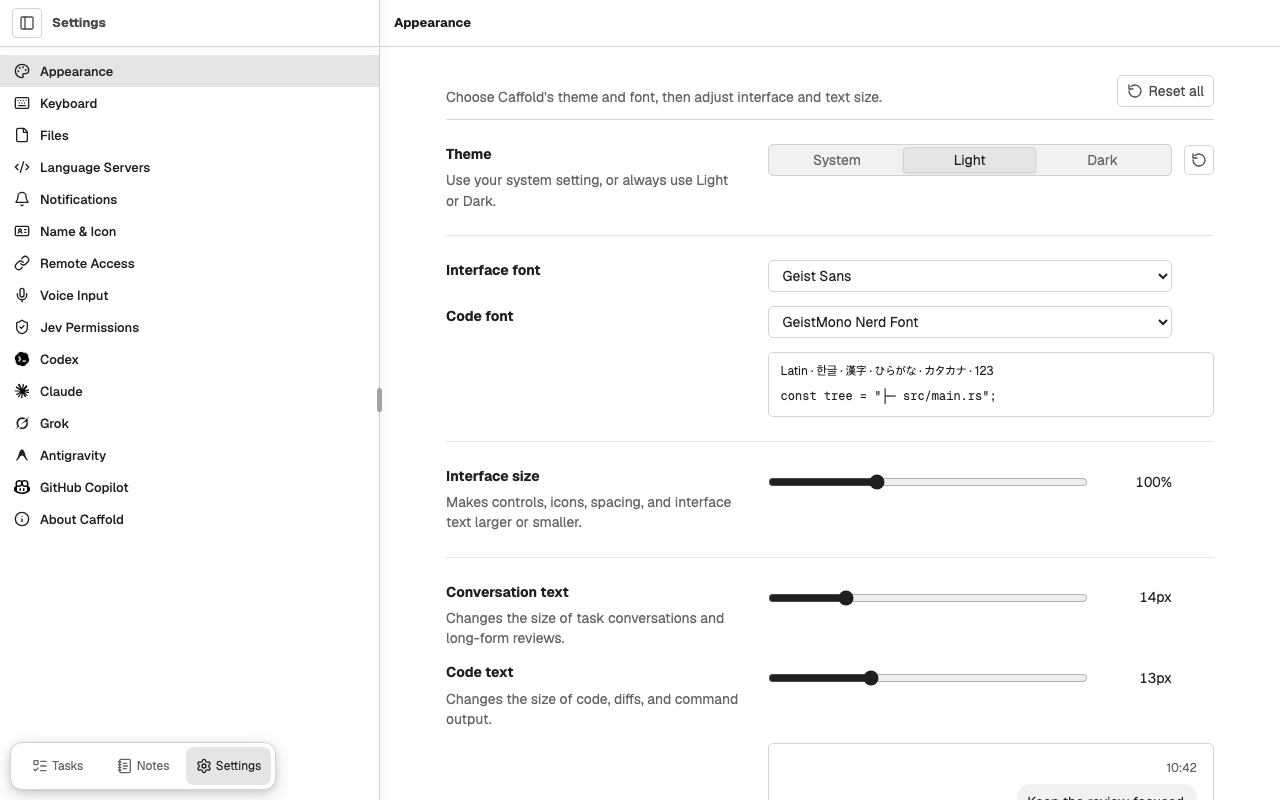 Settings
Appearance
Keyboard
Files
Language Servers
Notifications
Name & Icon
Remote Access
Voice Input
Jev Permissions
Codex
Claude
Grok
Antigravity
GitHub Copilot
About Caffold
Tasks
Notes
Settings
Appearance
Choose Caffold's theme and font, then adjust interface and text size.
Reset all
Theme
Use your system setting, or always use Light
or Dark.
System
Light
Dark
Interface font
Geist Sans
Code font
GeistMono Nerd Font
Latin · 한글 · 漢字 · ひらがな · カタカナ · 123
const tree = "├─ src/main.rs";
Interface size
Makes controls, icons, spacing, and interface
text larger or smaller.
100%
Conversation text
Changes the size of task conversations and
long-form reviews.
14px
Code text
Changes the size of code, diffs, and command
output.
13px
10:42
Keep the review focused